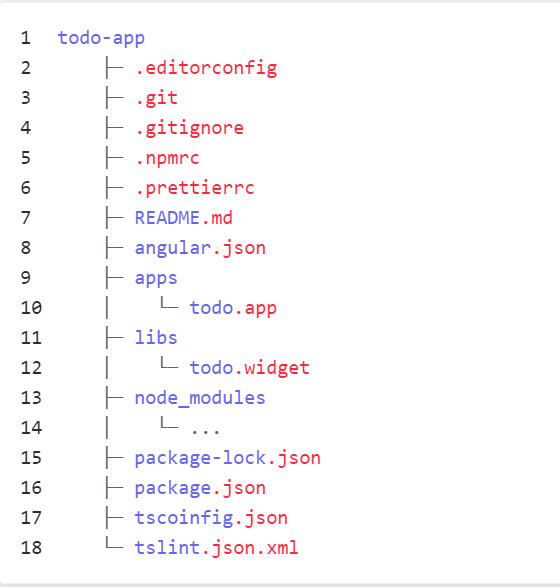 1 todo-app
2 ├─ .editorconfig
3 ├─ .git
4 ├─ .gitignore
5 ├─ .npmrc
6 ├─ .prettierrc
7 ├─ README.md
8 ├─ angular.json
9 ├─ apps
10 │ └─ todo.app
11 ├─ libs
12 │ └─ todo.widget
13 ├─ node_modules
14 │ └─ ...
15 ├─ package-lock.json
16 ├─ package.json
17 ├─ tscoinfig.json
18 └─ tslint.json.xml